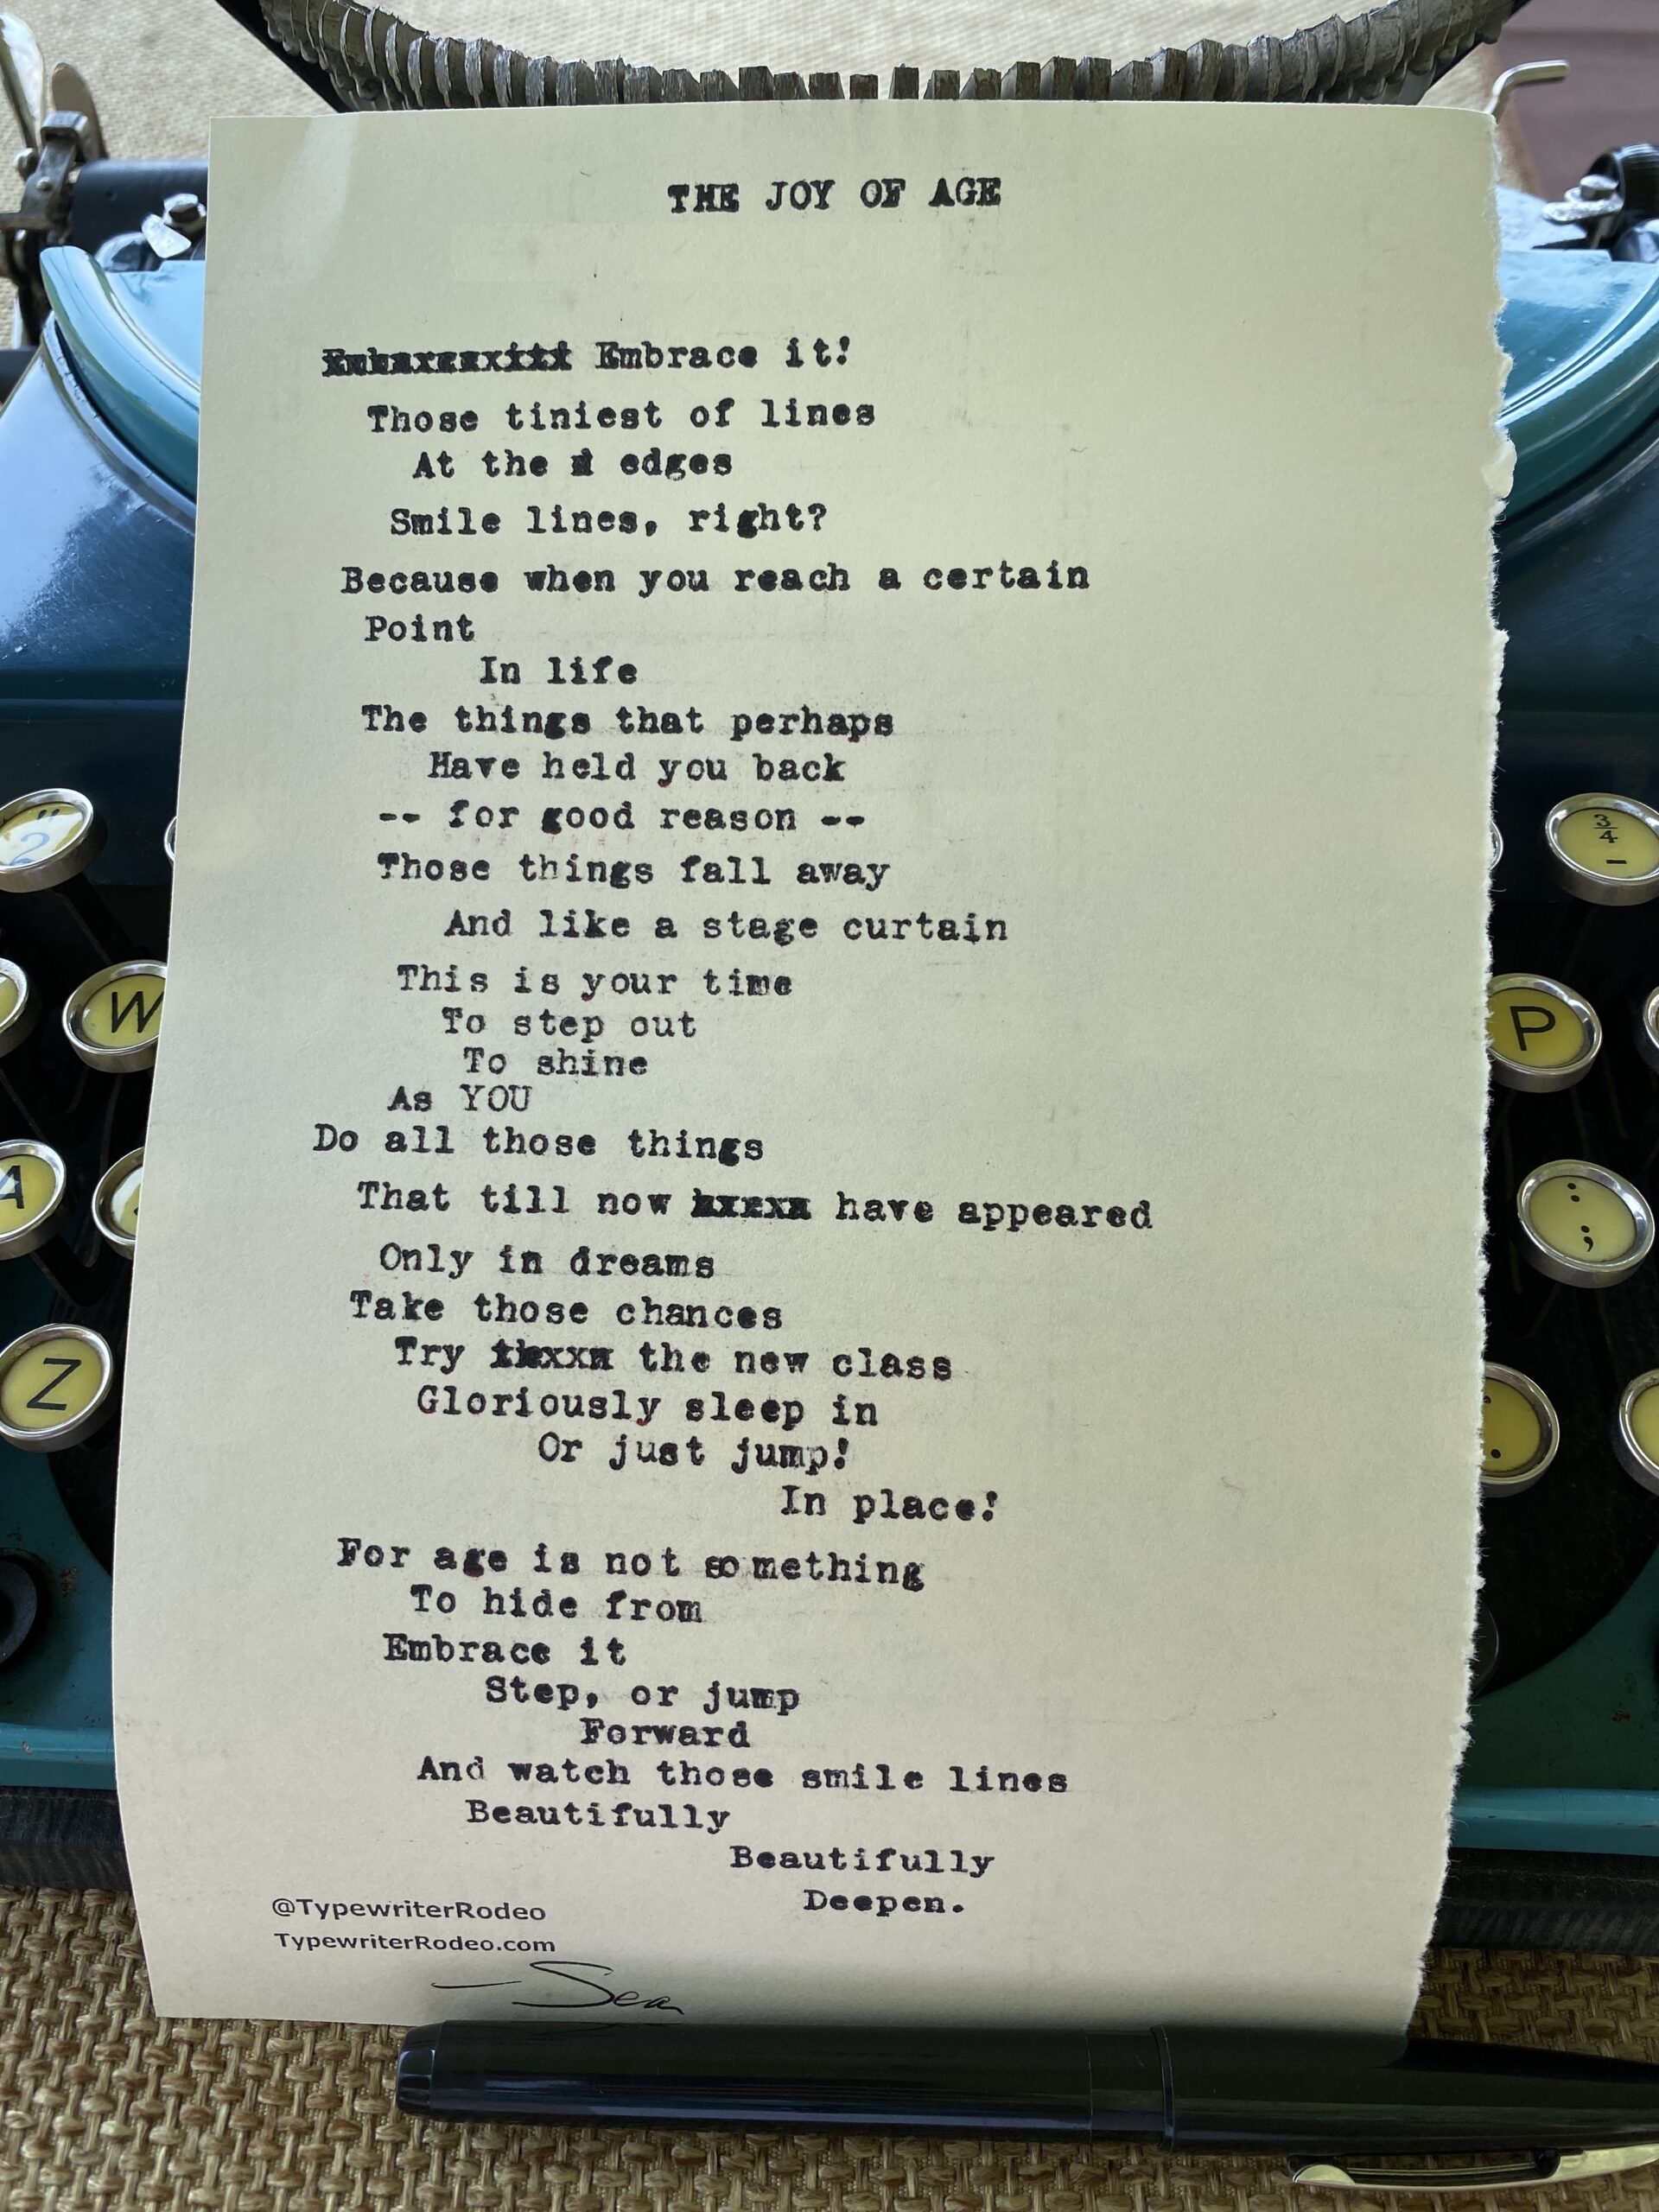 THE JOY OF AGE
Embrace it!
Those tiniest of lines
At the edges
Smile lines, right?
Because when you reach a certain
Point
In life
The things that perhaps
Have held you back
-- for good reason --
Those things fall away
And like a stage curtain
This is your time
To step out
To shine
As YOU
Do all those things
That till now have appeared
Only in dreams
Take those chances
Try the new class
Gloriously sleep in
Or just jump!
In place!
For age is not something
To hide from
Embrace it
Step, or jump
Forward
And watch those smile lines
Beautifully
Beautifully
Deepen.
@TypewriterRodeo
TypewriterRodeo.com
— Sean
" 2
3/4 -
W
P
A
: ;
Z